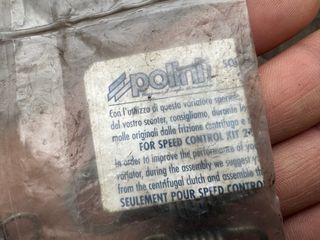 polini
Con l'utilizzo di questo variatore
del vostro scooter, consigliamo, durante
molle originali dalla frizione centrifuga e
FOR SPEED CONTROL KIT
In order to improve the performance of your
variator, during the assembly we suggest
from the centrifugal clutch and assemble
SEULEMENT POUR SPEED CONTRO